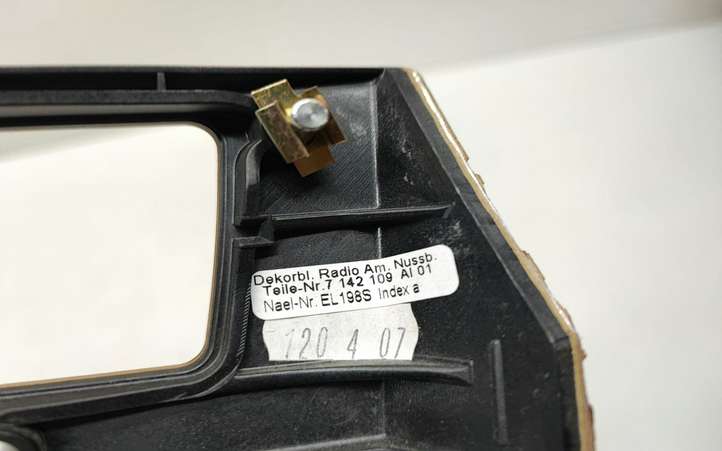 Dekorbl. Radio Am. Nussb.
Teile-Nr.7 142 109 AI 01
Nael-Nr. EL198S Index a
120 4 07